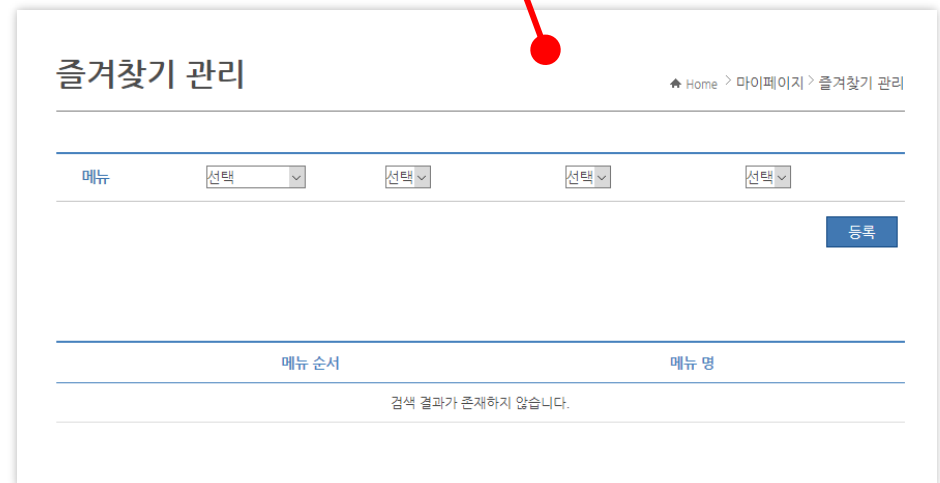 즐겨찾기 관리
Home > 마이페이지 > 즐겨찾기 관리
메뉴 선택 선택 선택 선택
등록
메뉴 순서 메뉴 명
검색 결과가 존재하지 않습니다.